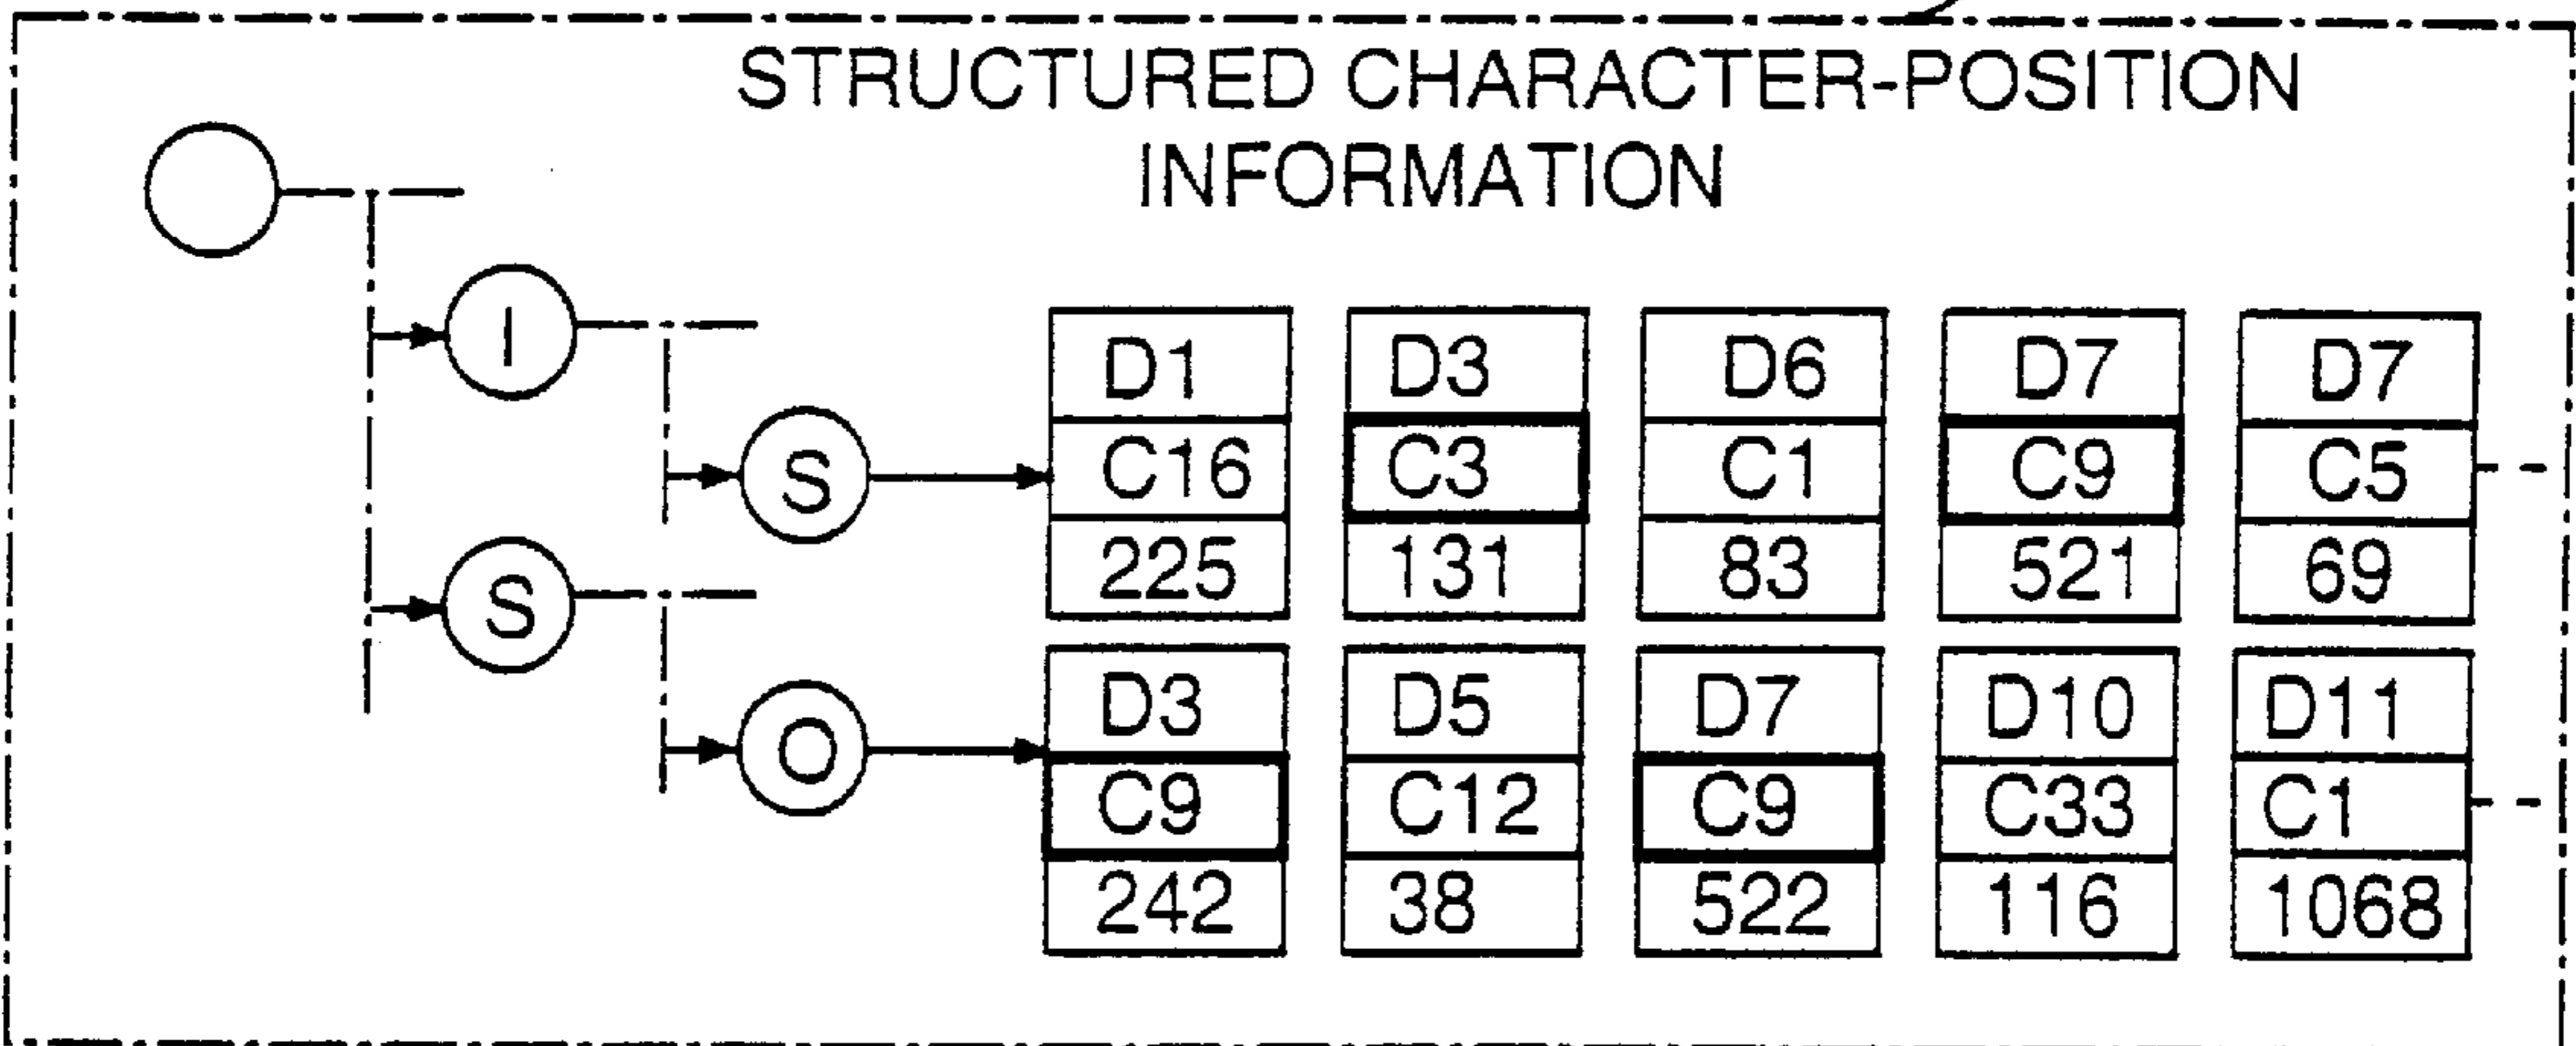 STRUCTURED CHARACTER-POSITION
INFORMATION
I
S
D1 D3 D6 D7 D7
C16 C3 C1 C9 C5
225 131 83 521 69
S
O
D3 D5 D7 D10 D11
C9 C12 C9 C33 C1
242 38 522 116 1068